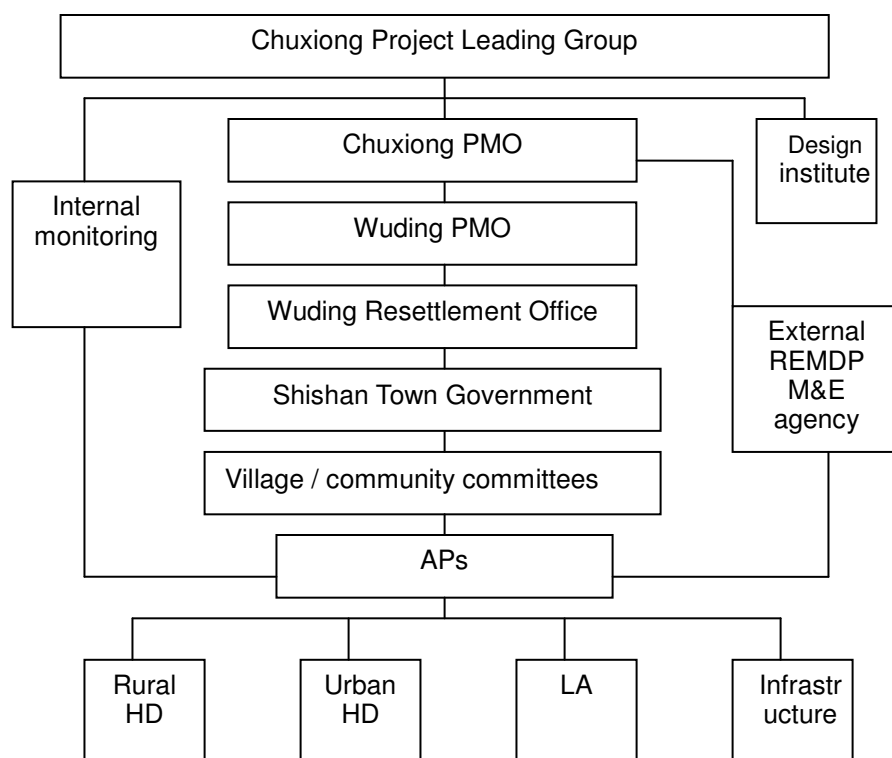 Chuxiong Project Leading Group
Chuxiong PMO
Design
institute
Internal
monitoring
Wuding PMO
Wuding Resettlement Office
External
REMDP
M&E
agency
Shishan Town Government
Village / community committees
APs
Rural
HD
Urban
HD
LA
Infrastr
ucture